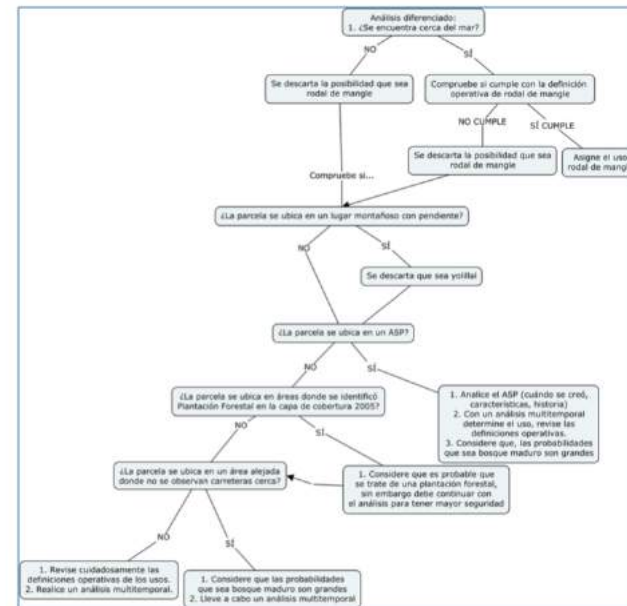 Análisis diferenciado:
1. ¿Se encuentra cerca del mar?
NO
SÍ
Se descarta la posibilidad que sea
rodal de mangle
Compruebe si cumple con la definición
operativa de rodal de mangle
NO CUMPLE
SÍ CUMPLE
Se descarta la posibilidad que sea
rodal de mangle
Asigne el uso
rodal de
Compruebe si...
¿La parcela se ubica en un lugar montañoso con pendiente?
NO
SÍ
Se descarta que sea yolillal
¿La parcela se ubica en un ASP?
NO
SÍ
¿La parcela se ubica en áreas donde se identificó
Plantación Forestal en la capa de cobertura 2005?
1. Analice el ASP (cuándo se creó,
características, historia)
2. Con un análisis multitemporal
determine el uso, revise las
definiciones operativas.
3. Considere que, las probabilidades
que sea bosque maduro son grandes
NO
SÍ
¿La parcela se ubica en un área alejada
donde no se observan carreteras cerca?
1. Considere que es probable que
se trate de una plantación forestal,
sin embargo debe continuar con
el análisis para tener mayor seguridad
NO
SÍ
1. Revise cuidadosamente las
definiciones operativas de los usos.
2. Realice un análisis multitemporal.
1. Considere que las probabilidades
que sea bosque maduro son grandes
2. Lleve a cabo un análisis multitemporal